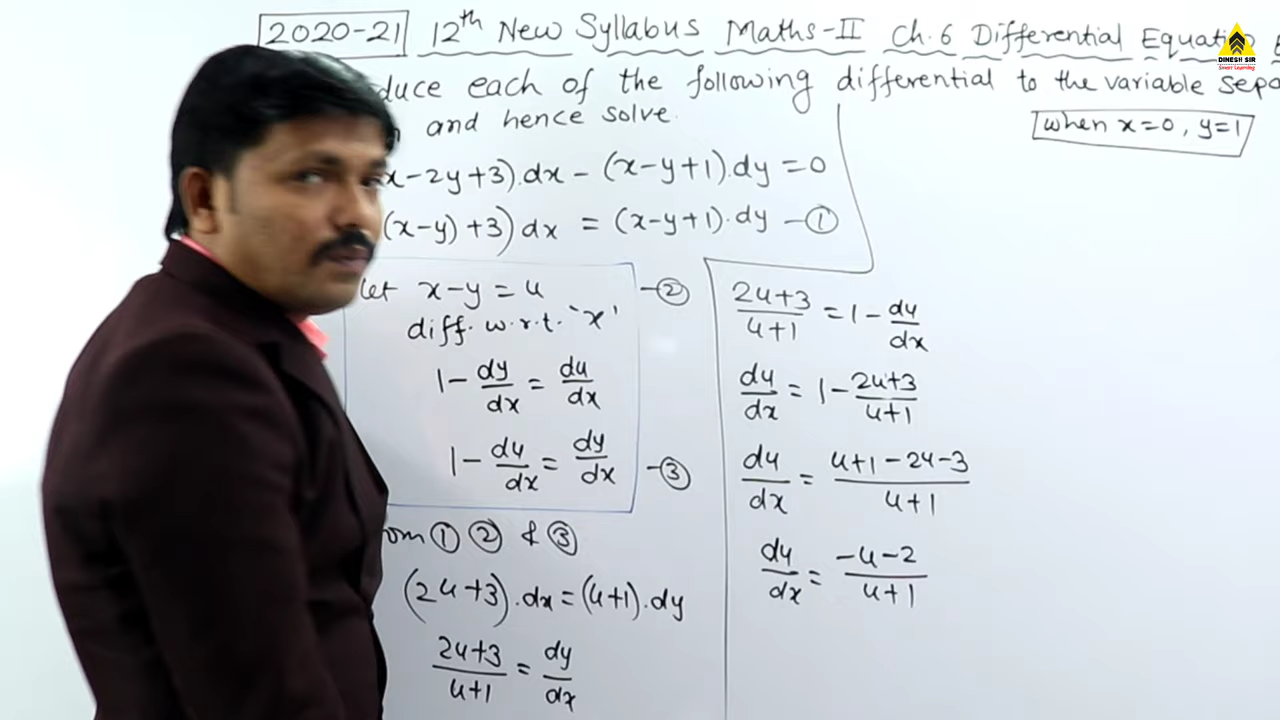 2020-21 12th New Syllabus Maths-II Ch.6 Differential
each of the following differential to the variable
and hence solve.
when x=0, y=1
x-2y+3).dx - (x-y+1).dy = 0
(x-y)+3) dx = (x-y+1).dy - ①
Let x-y = u - ②
diff. w.r.t. 'x'
1 - dy/dx = du/dx
1 - du/dx = dy/dx - ③
① ② & ③
(2u+3).dx = (u+1).dy
2u+3/u+1 = dy/dx
2u+3/u+1 = 1 - du/dx
du/dx = 1 - 2u+3/u+1
du/dx = u+1-2u-3/u+1
du/dx = -u-2/u+1
DINESH SIR
Smart Learning